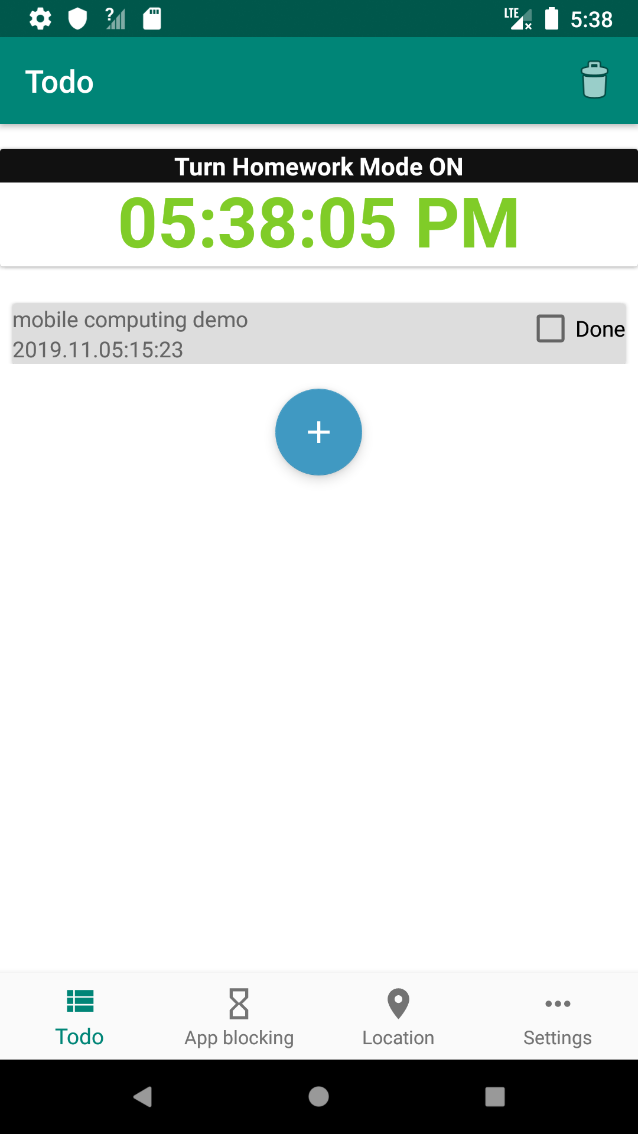 LTE 5:38
Todo
Turn Homework Mode ON
05:38:05 PM
mobile computing demo
Done
2019.11.05:15:23
+
Todo App blocking Location Settings